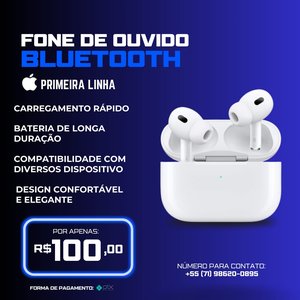 FONE DE OUVIDO
BLUETOOTH
PRIMEIRA LINHA
CARREGAMENTO RÁPIDO
BATERIA DE LONGA
DURAÇÃO
COMPATIBILIDADE COM
DIVERSOS DISPOSITIVO
DESIGN CONFORTÁVEL
E ELEGANTE
POR APENAS:
R$100,00
FORMA DE PAGAMENTO: PIX
NÚMERO PARA CONTATO:
+55 (71) 98620-0895